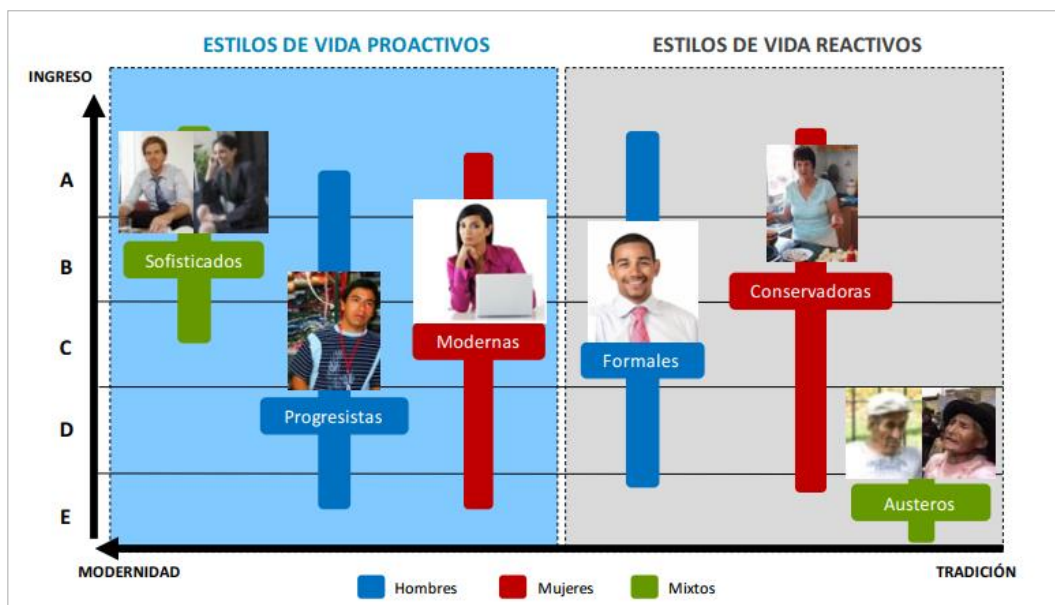 ESTILOS DE VIDA PROACTIVOS
ESTILOS DE VIDA REACTIVOS
INGRESO
A
B
C
D
E
Sofisticados
Progresistas
Modernas
Formales
Conservadoras
Austeros
MODERNIDAD
TRADICIÓN
Hombres
Mujeres
Mixtos